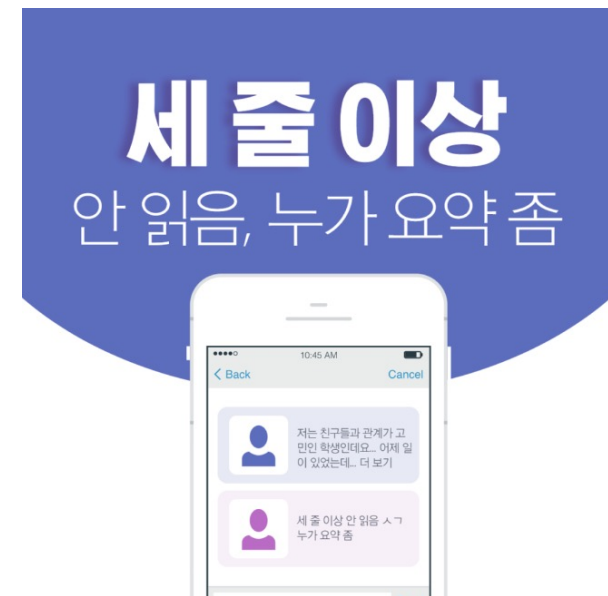 세 줄 이상
안 읽음, 누가 요약 좀
10:45 AM
Back
Cancel
저는 친구들과 관계가 고
민인 학생인데요... 어제 일
이 있었는데... 더 보기
세 줄 이상 안 읽음 ㅅㄱ
누가 요약 좀